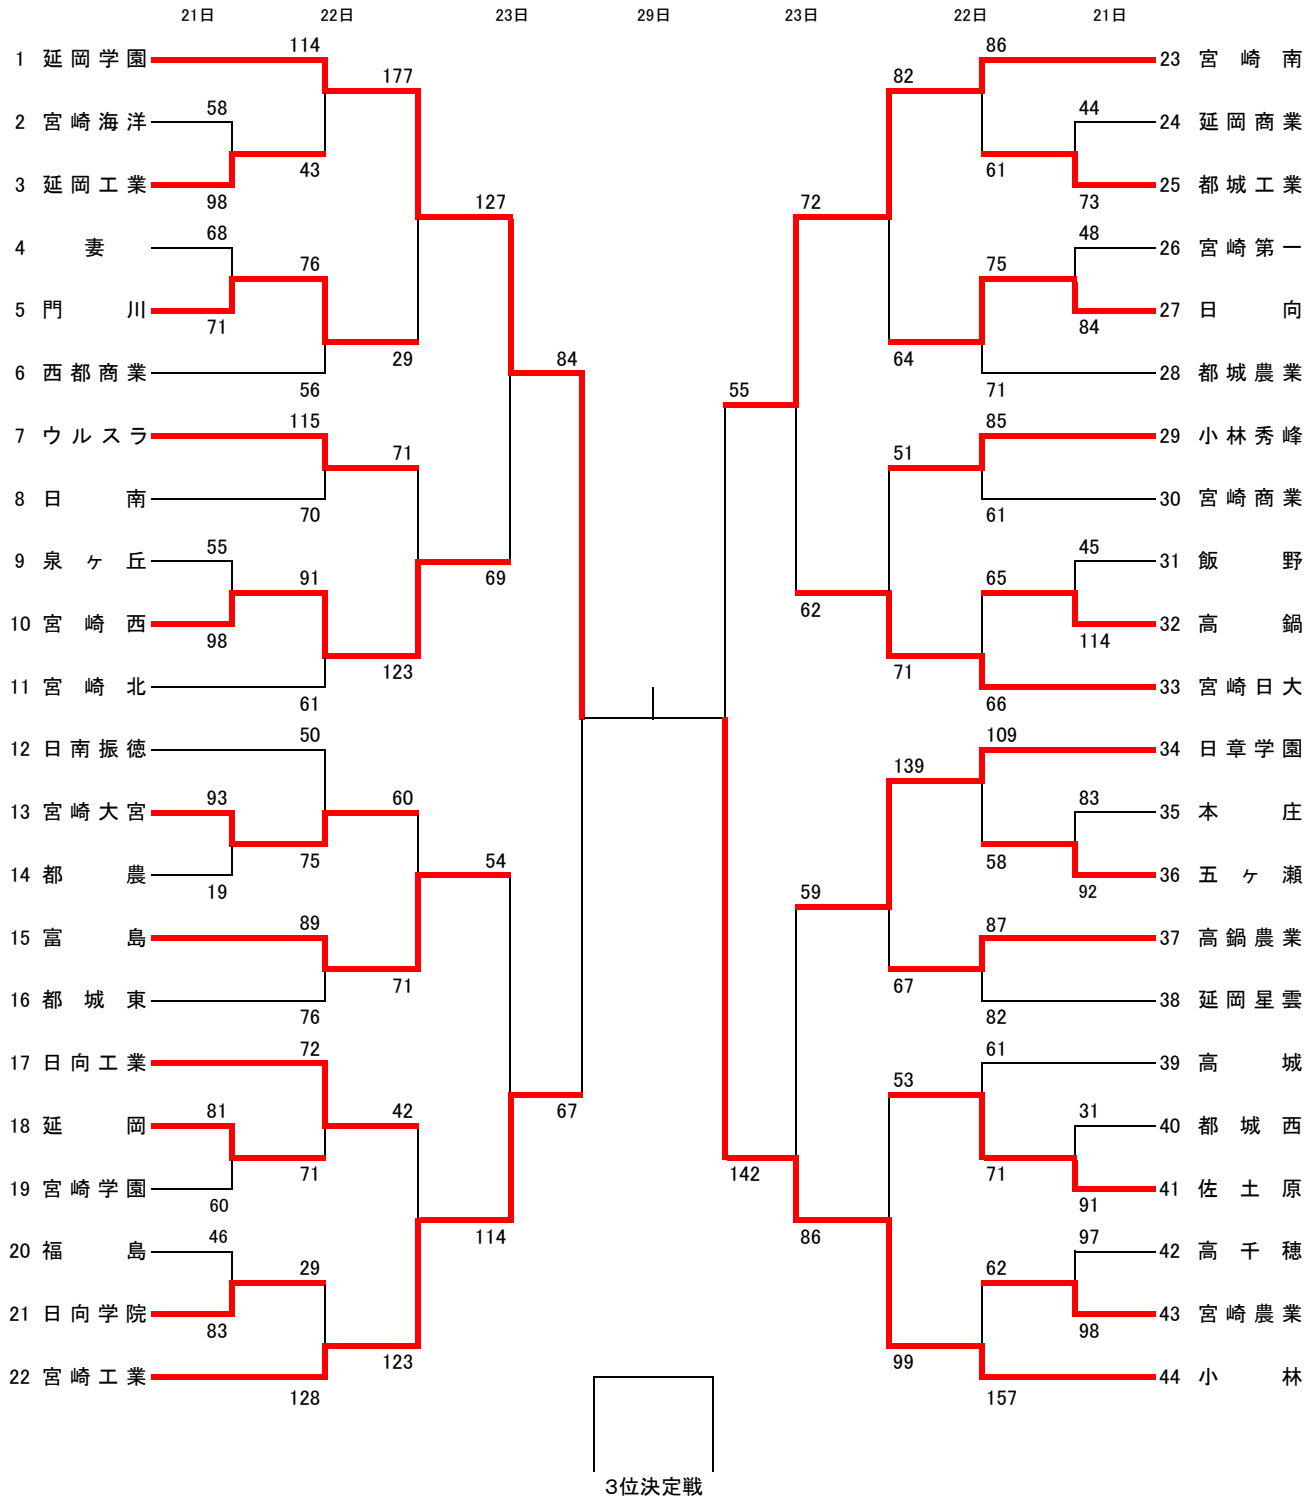 21日 22日 23日 29日 23日 22日 21日
114 86
1 延岡学園 23 宮崎南
177 82
58 44
2 宮崎海洋 24 延岡商業
43 61
3 延岡工業 25 都城工業
98 127 72 73
68 48
4 妻 26 宮崎第一
76 75
5 門川 27 日向
71 84
29 84 64
6 西都商業 28 都城農業
56 55 71
115 85
7 ウルスラ 29 小林秀峰
71 51
8 日南 30 宮崎商業
70 61
55 45
9 泉ヶ丘 31 飯野
91 69 65
10 宮崎西 62 32 高鍋
98 114
123 71
11 宮崎北 33 宮崎日大
61 66
50 109
12 日南振徳 34 日章学園
139
93 60 83
13 宮崎大宮 35 本庄
75 54 58
14 都農 36 五ヶ瀬
19 59 92
89 87
15 富島 37 高鍋農業
71 67
16 都城東 38 延岡星雲
76 82
72 61
17 日向工業 39 高城
53
81 42 67 31
18 延岡 40 都城西
71 142 71
19 宮崎学園 41 佐土原
60 91
46 114 86 97
20 福島 42 高千穂
29 62
21 日向学院 43 宮崎農業
83 98
123 99
22 宮崎工業 44 小林
128 157
3位決定戦